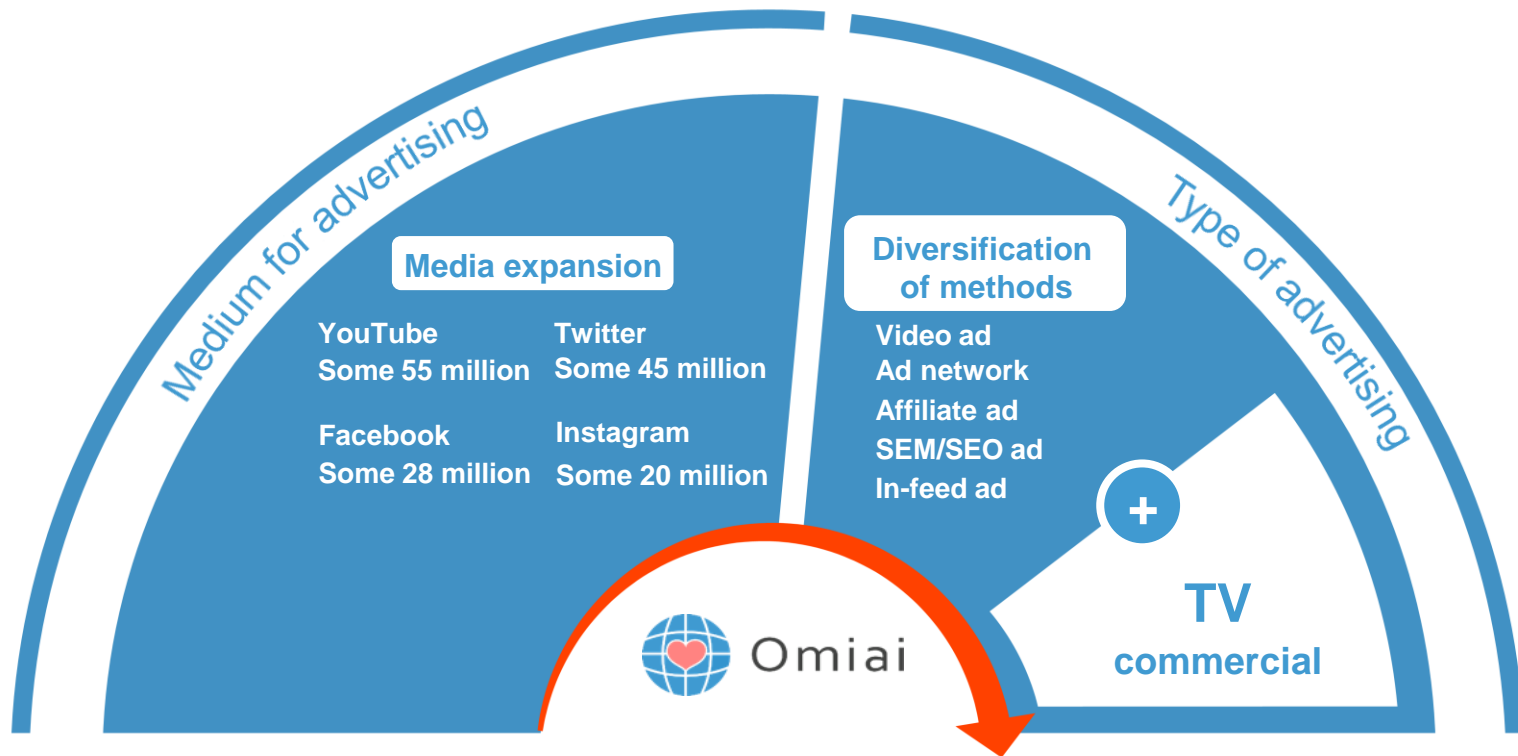 Medium for advertising
Media expansion
YouTube
Some 55 million
Twitter
Some 45 million
Facebook
Some 28 million
Instagram
Some 20 million
Type of advertising
Diversification
of methods
Video ad
Ad network
Affiliate ad
SEM/SEO ad
In-feed ad
+
TV
commercial
Omiai